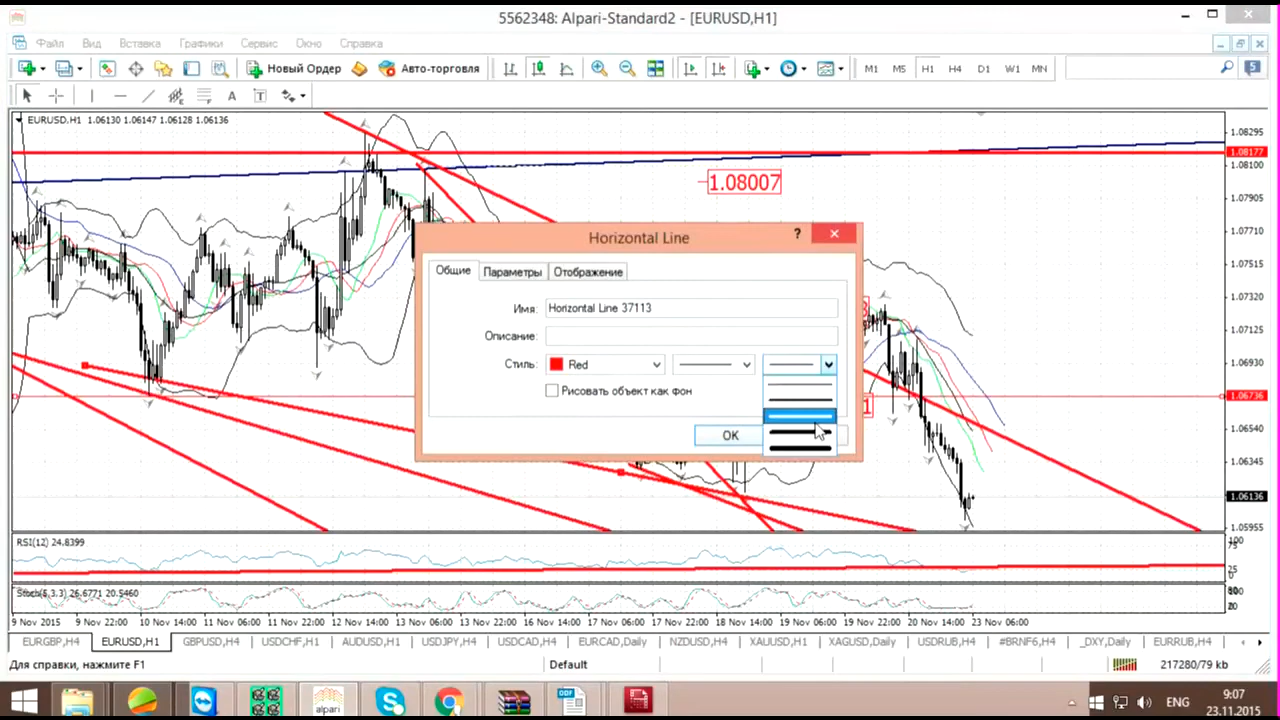 5562348: Alpari-Standard2 - [EURUSD,H1]
Файл Вид Вставка Графики Сервис Окно Справка
Новый Ордер Авто-торговля M1 M5 H1 H4 D1 W1 MN 5
A T
EURUSD,H1 1.06130 1.06147 1.06128 1.06136
1.08295
1.08177
1.08100
1.08007
1.07905
1.07710
1.07515
1.07320
1.07125
1.06930
1.06736
1.06540
1.06345
1.06136
1.05955
Horizontal Line
?
Общие Параметры Отображение
Имя: Horizontal Line 37113
Описание:
Стиль: Red
Рисовать объект как фон
OK
RSI(12) 24.8399
100
75
25
0
Stoch(5,3,3) 26.6771 20.5460
20
9 Nov 2015 9 Nov 22:00 10 Nov 14:00 11 Nov 06:00 11 Nov 22:00 12 Nov 14:00 13 Nov 06:00 13 Nov 22:00 16 Nov 14:00 17 Nov 06:00 17 Nov 22:00 18 Nov 14:00 19 Nov 06:00 19 Nov 22:00 20 Nov 14:00 23 Nov 06:00
EURGBP,H4 EURUSD,H1 GBPUSD,H4 USDCHF,H1 AUDUSD,H1 USDJPY,H4 USDCAD,H4 EURCAD,Daily NZDUSD,H4 XAUUSD,H1 XAGUSD,Daily USDRUB,H4 #BRNF6,H4 _DXY,Daily EURRUB,H4
Для справки, нажмите F1 Default 217280/79 kb
alpari ODF ENG 9:07
23.11.2015